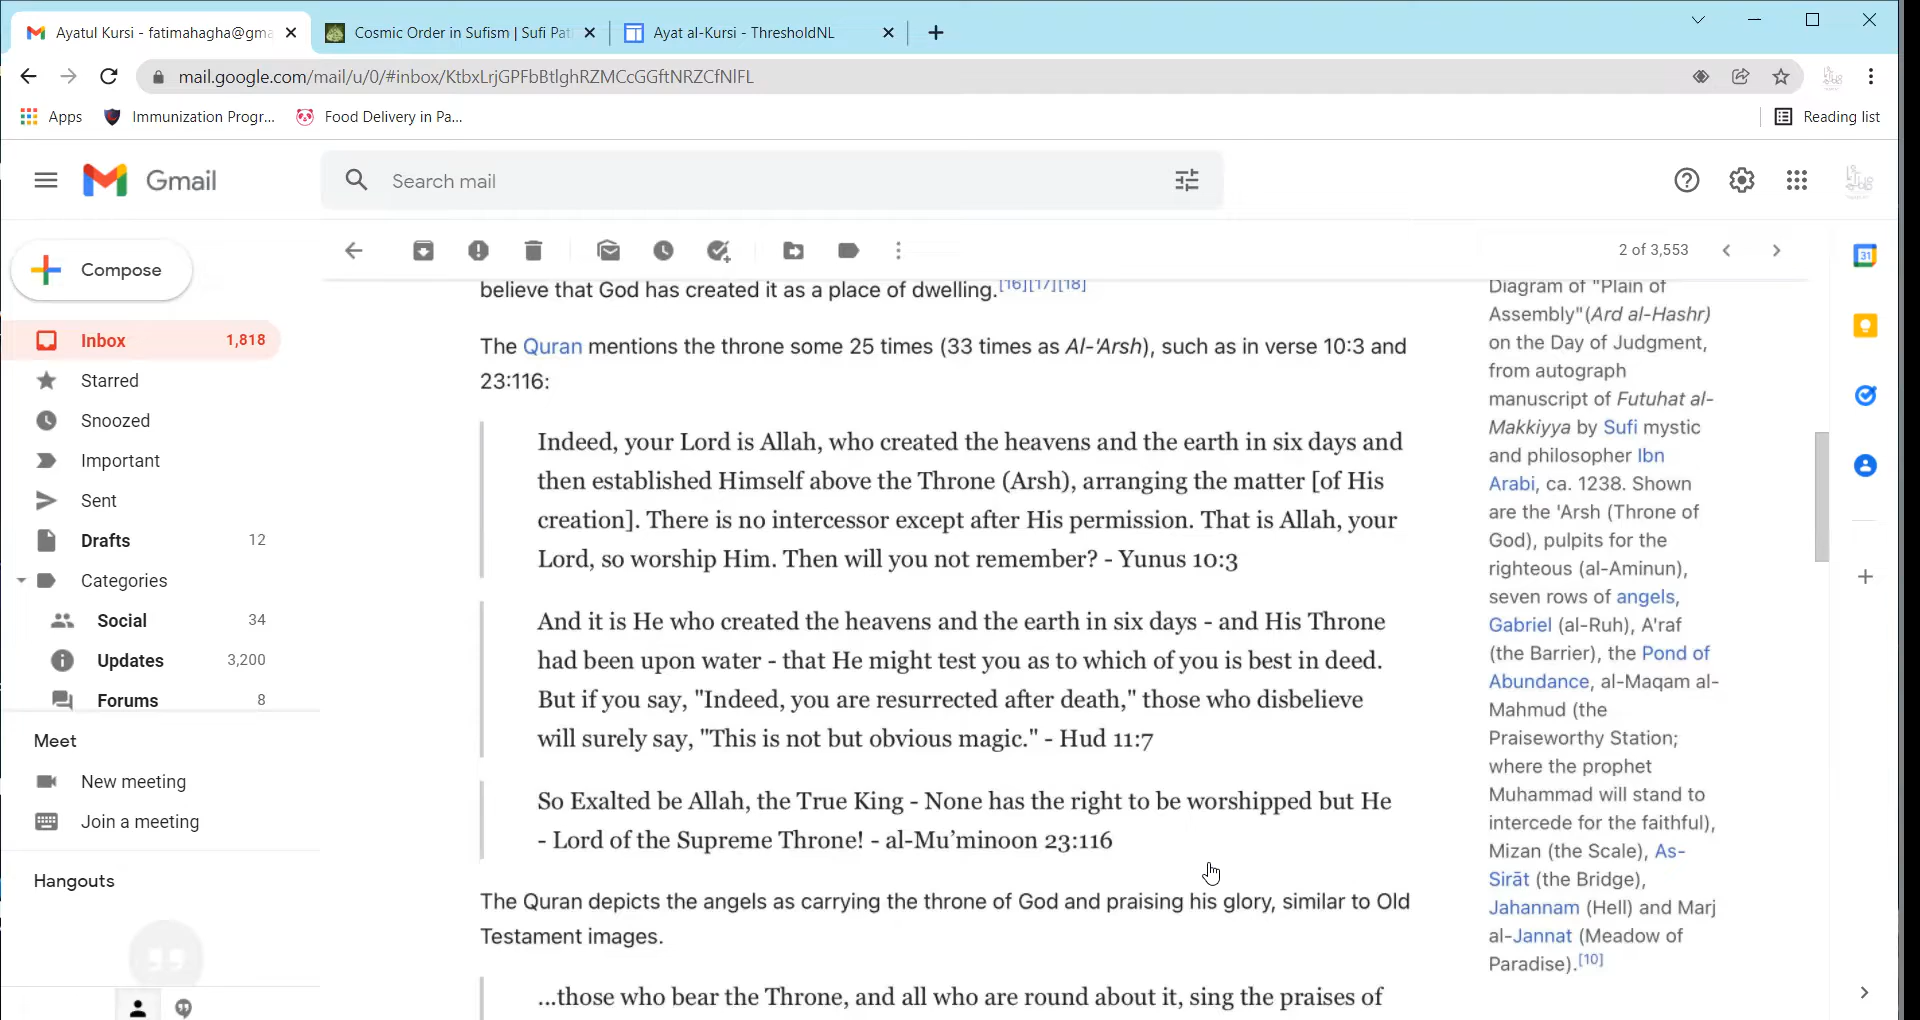 Ayatul Kursi - fatimahagha@gma
Cosmic Order in Sufism | Sufi Pat
Ayat al-Kursi - ThresholdNL
mail.google.com/mail/u/0/#inbox/KtbxLrjGPFbBtlghRZMCcGGftNRZCfNlFL
Apps
Immunization Progr...
Food Delivery in Pa...
Reading list
Gmail
Search mail
Compose
2 of 3,553
31
Inbox 1,818
Starred
Snoozed
Important
Sent
Drafts 12
Categories
Social 34
Updates 3,200
Forums 8
Meet
New meeting
Join a meeting
Hangouts
believe that God has created it as a place of dwelling.[16][17][18]
The Quran mentions the throne some 25 times (33 times as Al-'Arsh), such as in verse 10:3 and
23:116:
Indeed, your Lord is Allah, who created the heavens and the earth in six days and
then established Himself above the Throne (Arsh), arranging the matter [of His
creation]. There is no intercessor except after His permission. That is Allah, your
Lord, so worship Him. Then will you not remember? - Yunus 10:3
And it is He who created the heavens and the earth in six days - and His Throne
had been upon water - that He might test you as to which of you is best in deed.
But if you say, "Indeed, you are resurrected after death," those who disbelieve
will surely say, "This is not but obvious magic." - Hud 11:7
So Exalted be Allah, the True King - None has the right to be worshipped but He
- Lord of the Supreme Throne! - al-Mu’minoon 23:116
The Quran depicts the angels as carrying the throne of God and praising his glory, similar to Old
Testament images.
...those who bear the Throne, and all who are round about it, sing the praises of
Diagram of "Plain of
Assembly"(Ard al-Hashr)
on the Day of Judgment,
from autograph
manuscript of Futuhat al-
Makkiyya by Sufi mystic
and philosopher Ibn
Arabi, ca. 1238. Shown
are the 'Arsh (Throne of
God), pulpits for the
righteous (al-Aminun),
seven rows of angels,
Gabriel (al-Ruh), A'raf
(the Barrier), the Pond of
Abundance, al-Maqam al-
Mahmud (the
Praiseworthy Station;
where the prophet
Muhammad will stand to
intercede for the faithful),
Mizan (the Scale), As-
Sirāt (the Bridge),
Jahannam (Hell) and Marj
al-Jannat (Meadow of
Paradise).[10]